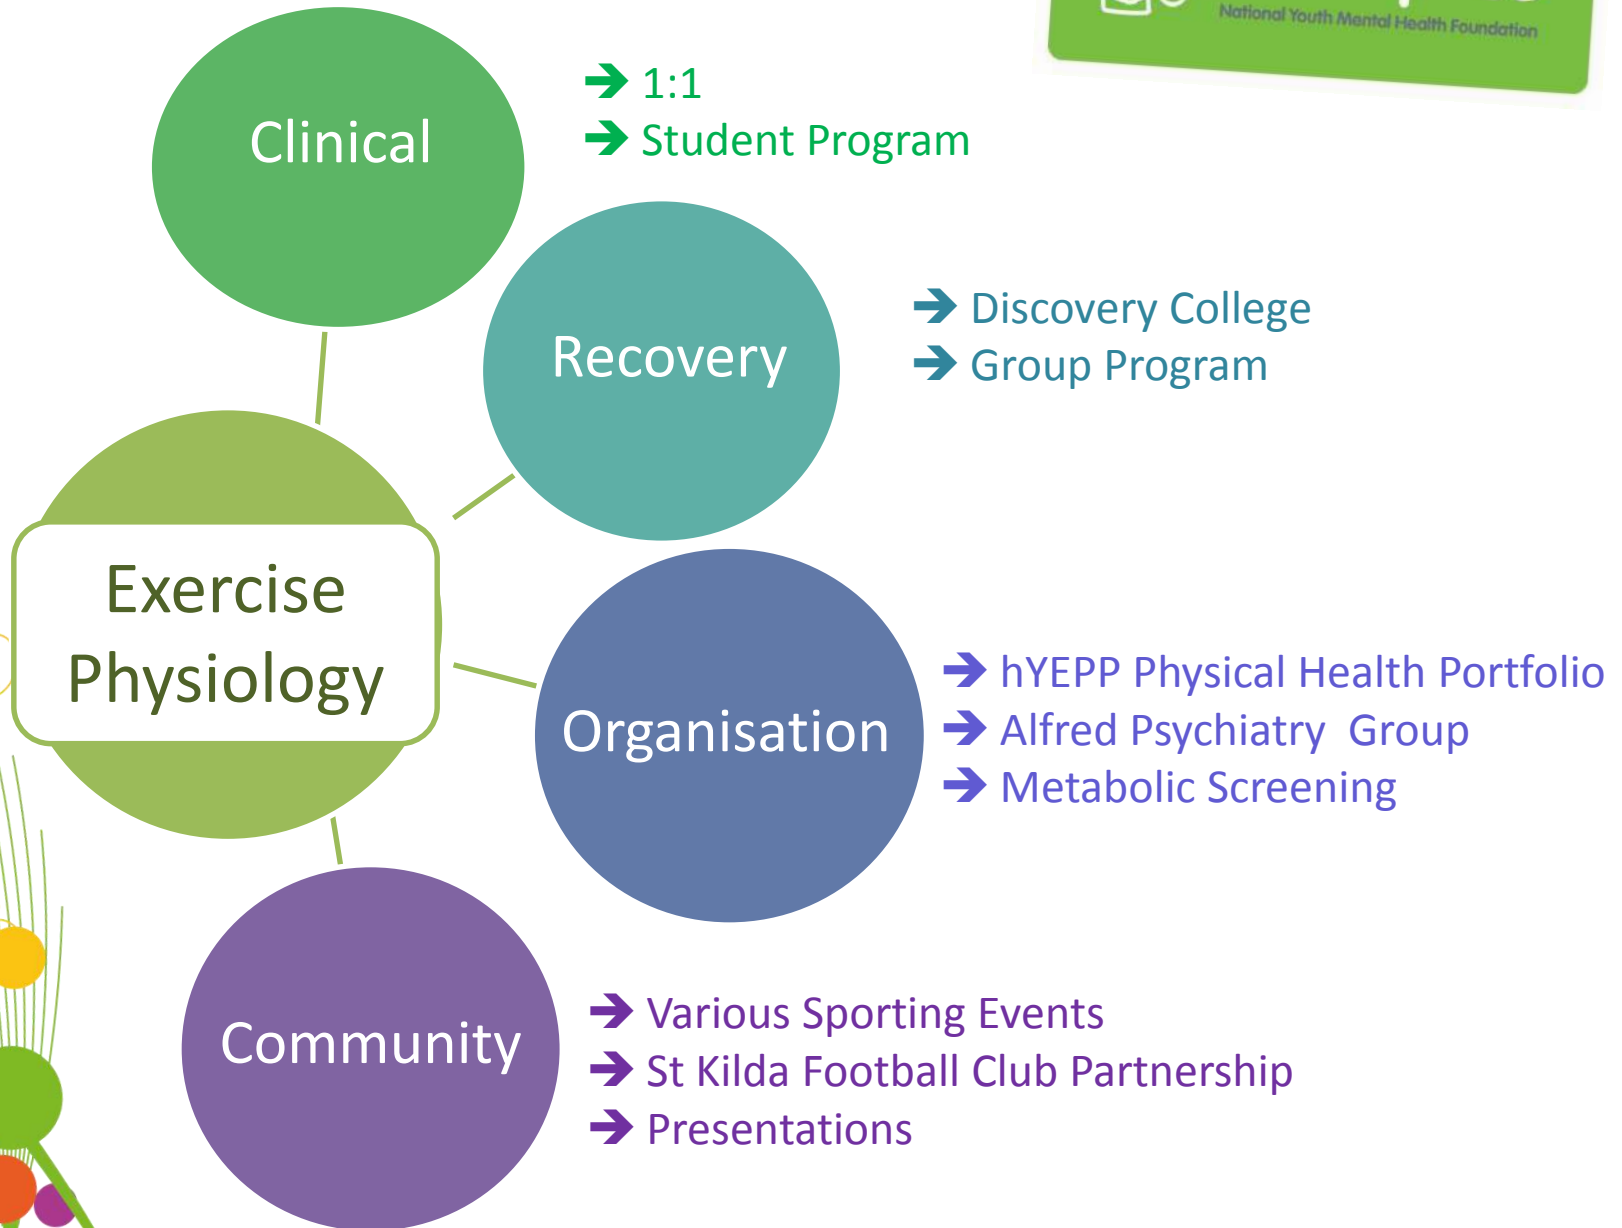 National Youth Mental Health Foundation
Clinical
➔ 1:1
➔ Student Program
Recovery
➔ Discovery College
➔ Group Program
Exercise
Physiology
Organisation
➔ hYEPP Physical Health Portfolio
➔ Alfred Psychiatry  Group
➔ Metabolic Screening
Community
➔ Various Sporting Events
➔ St Kilda Football Club Partnership
➔ Presentations